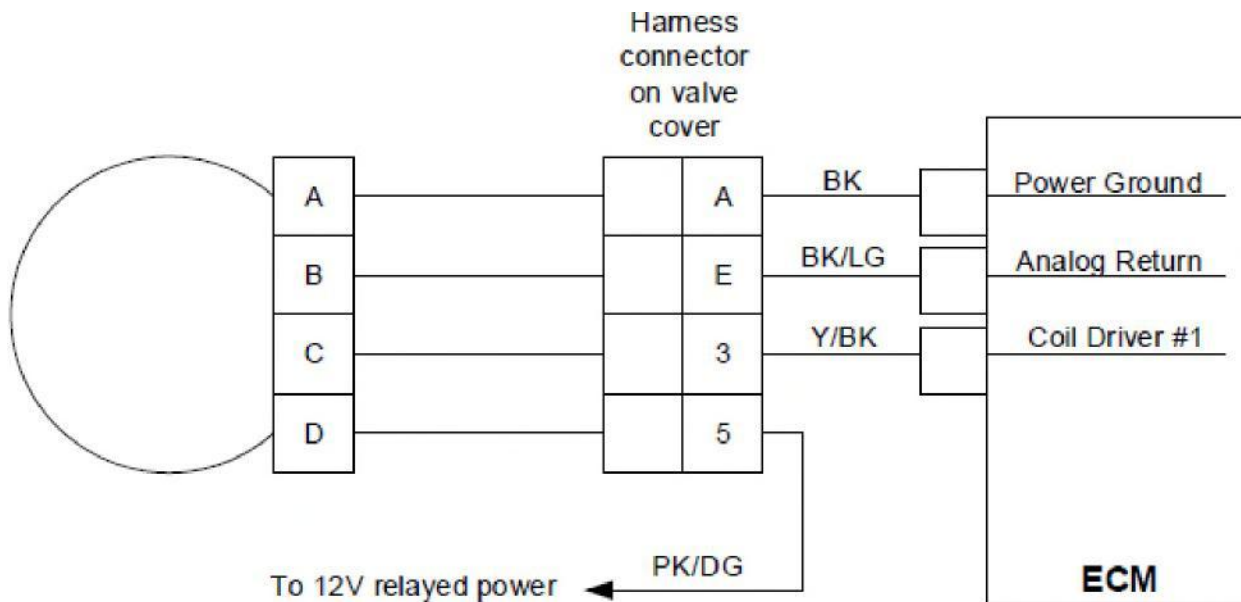 Harness
connector
on valve
cover
A
A
BK
Power Ground
B
E
BK/LG
Analog Return
C
3
Y/BK
Coil Driver #1
D
5
To 12V relayed power
PK/DG
ECM